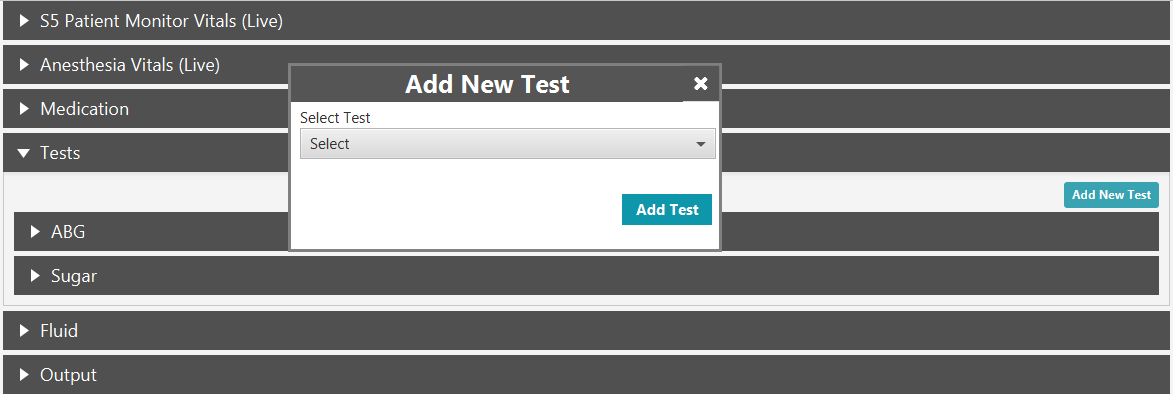 S5 Patient Monitor Vitals (Live)
Anesthesia Vitals (Live)
Add New Test
Medication
Select Test
Select
Tests
Add New Test
Add Test
ABG
Sugar
Fluid
Output